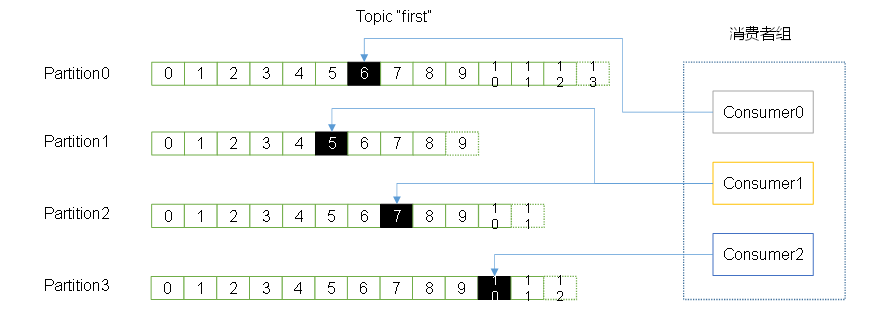 Topic "first"
消费者组
Partition0 0 1 2 3 4 5 6 7 8 9 10 11 12 13
Consumer0
Partition1 0 1 2 3 4 5 6 7 8 9
Consumer1
Partition2 0 1 2 3 4 5 6 7 8 9 10 11
Consumer2
Partition3 0 1 2 3 4 5 6 7 8 9 10 11 12